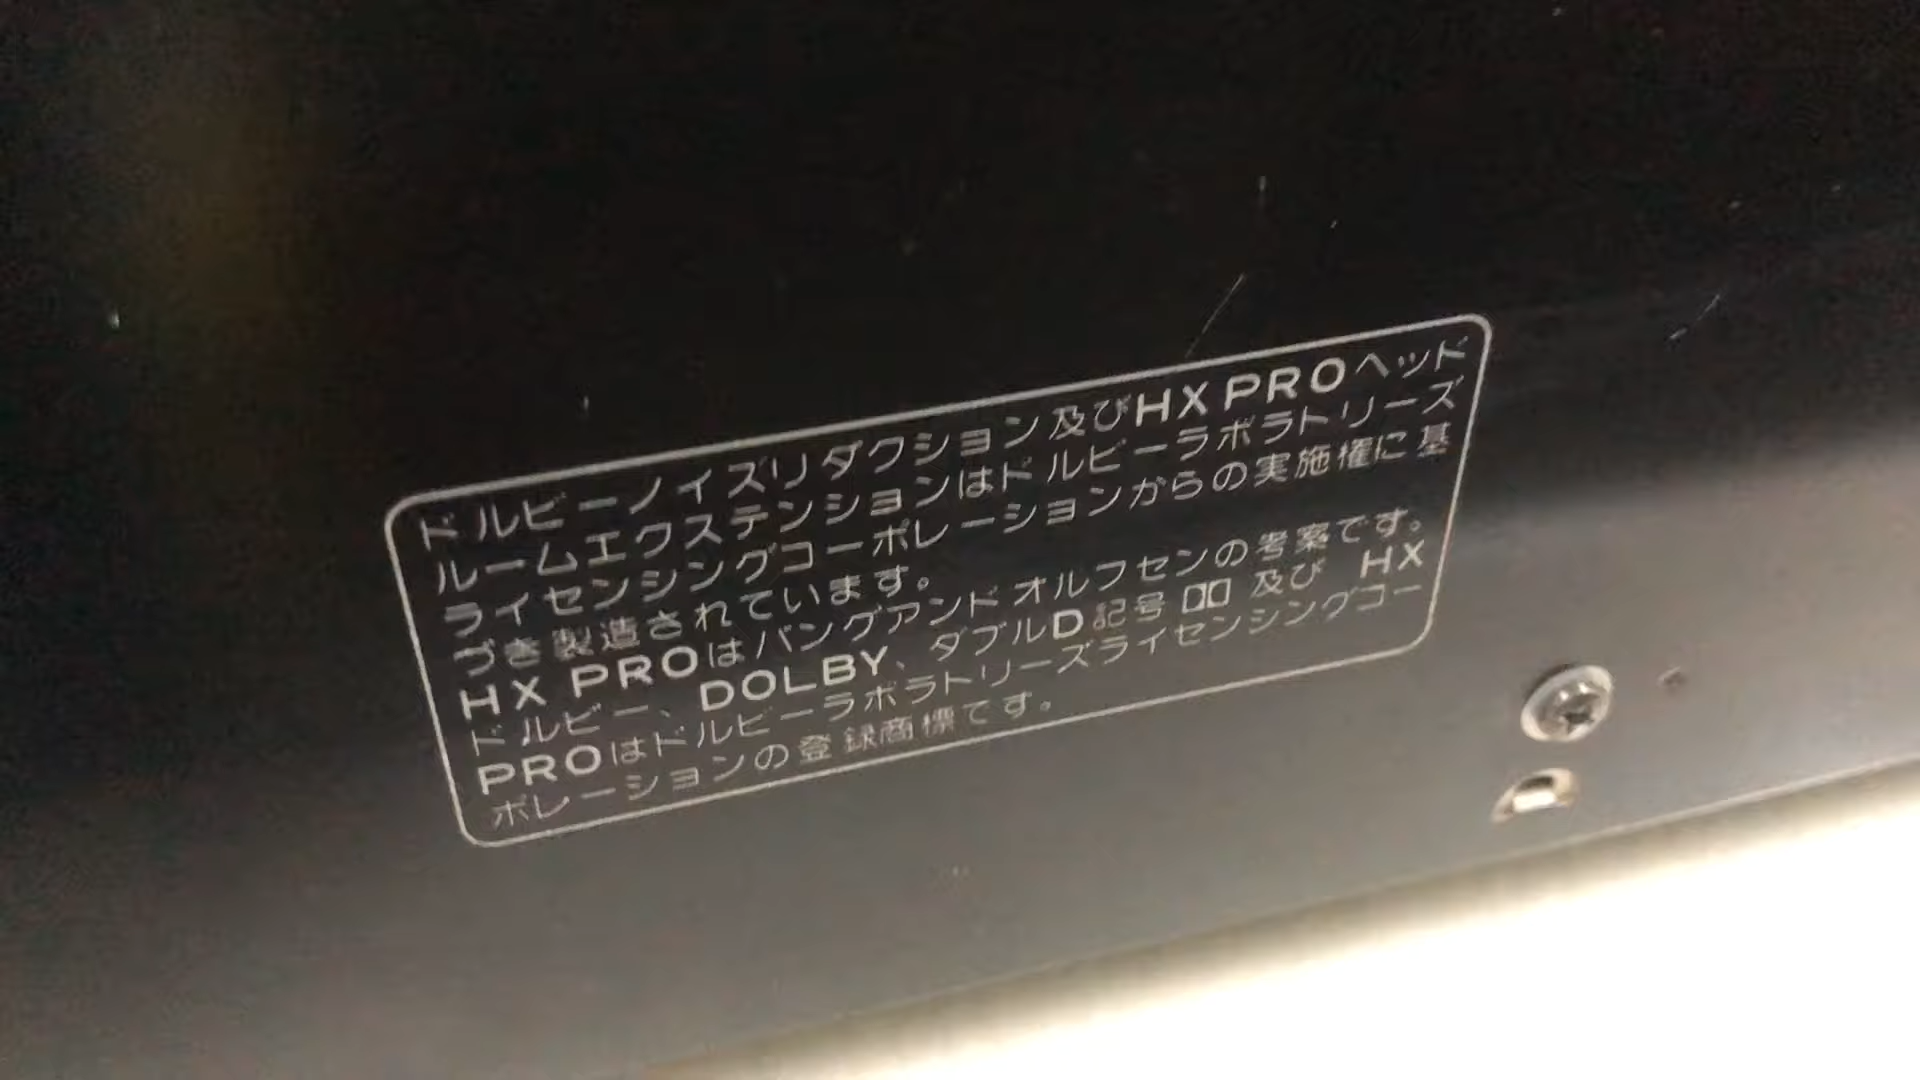 ドルビーノイズリダクション及びHX PROヘッド
ルームエクステンションはドルビーラボラトリーズ
ライセンシングコーポレーションからの実施権に基
づき製造されています。
HX PROはバングアンドオルフセンの考案です。
ドルビー、DOLBY、ダブルD記号 ▯▯ 及び HX
PROはドルビーラボラトリーズライセンシングコー
ポレーションの登録商標です。